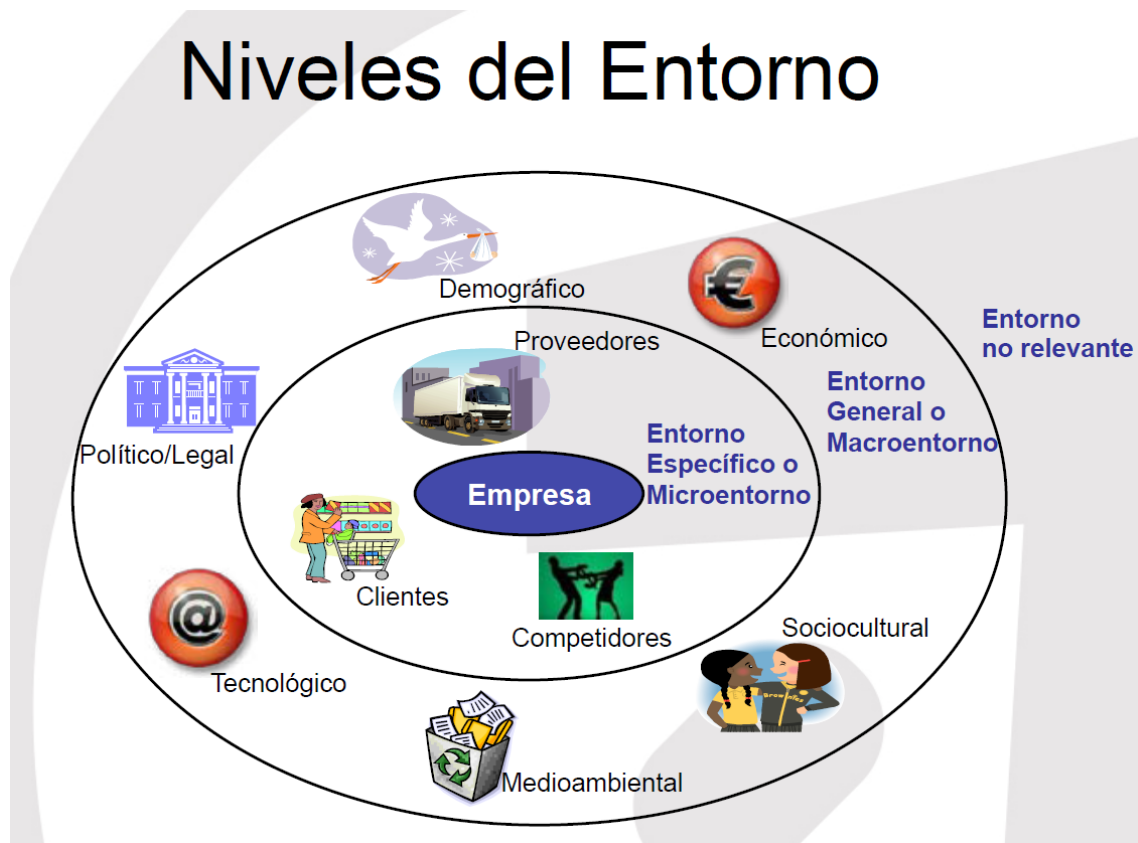 Niveles del Entorno
Demográfico
Económico
Entorno
no relevante
Proveedores
Entorno
General o
Macroentorno
Político/Legal
Entorno
Específico o
Microentorno
Empresa
Clientes
Competidores
Sociocultural
Tecnológico
Brownies
Medioambiental